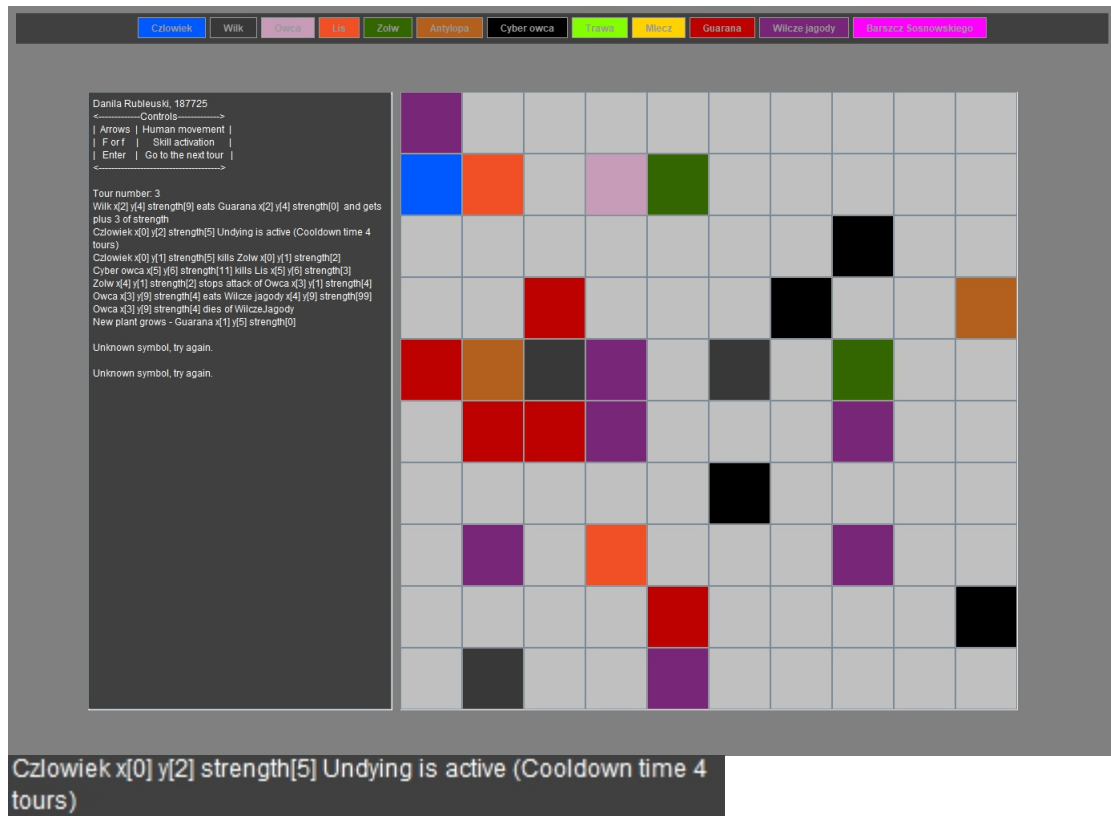 Czlowiek Wilk Owca Lis Zolw Antylopa Cyber owca Trawa Mlecz Guarana Wilcze jagody Barszcz Sosnowskiego
Danila Rubleuski, 187725
<-------------Controls------------->
| Arrows | Human movement |
| F or f | Skill activation |
| Enter | Go to the next tour |
<-------------------------------------->
Tour number: 3
Wilk x[2] y[4] strength[9] eats Guarana x[2] y[4] strength[0] and gets
plus 3 of strength
Czlowiek x[0] y[2] strength[5] Undying is active (Cooldown time 4
tours)
Czlowiek x[0] y[1] strength[5] kills Zolw x[0] y[1] strength[2]
Cyber owca x[5] y[6] strength[11] kills Lis x[5] y[6] strength[3]
Zolw x[4] y[1] strength[2] stops attack of Owca x[3] y[1] strength[4]
Owca x[3] y[9] strength[4] eats Wilcze jagody x[4] y[9] strength[99]
Owca x[3] y[9] strength[4] dies of WilczeJagody
New plant grows - Guarana x[1] y[5] strength[0]
Unknown symbol, try again.
Unknown symbol, try again.
Czlowiek x[0] y[2] strength[5] Undying is active (Cooldown time 4
tours)